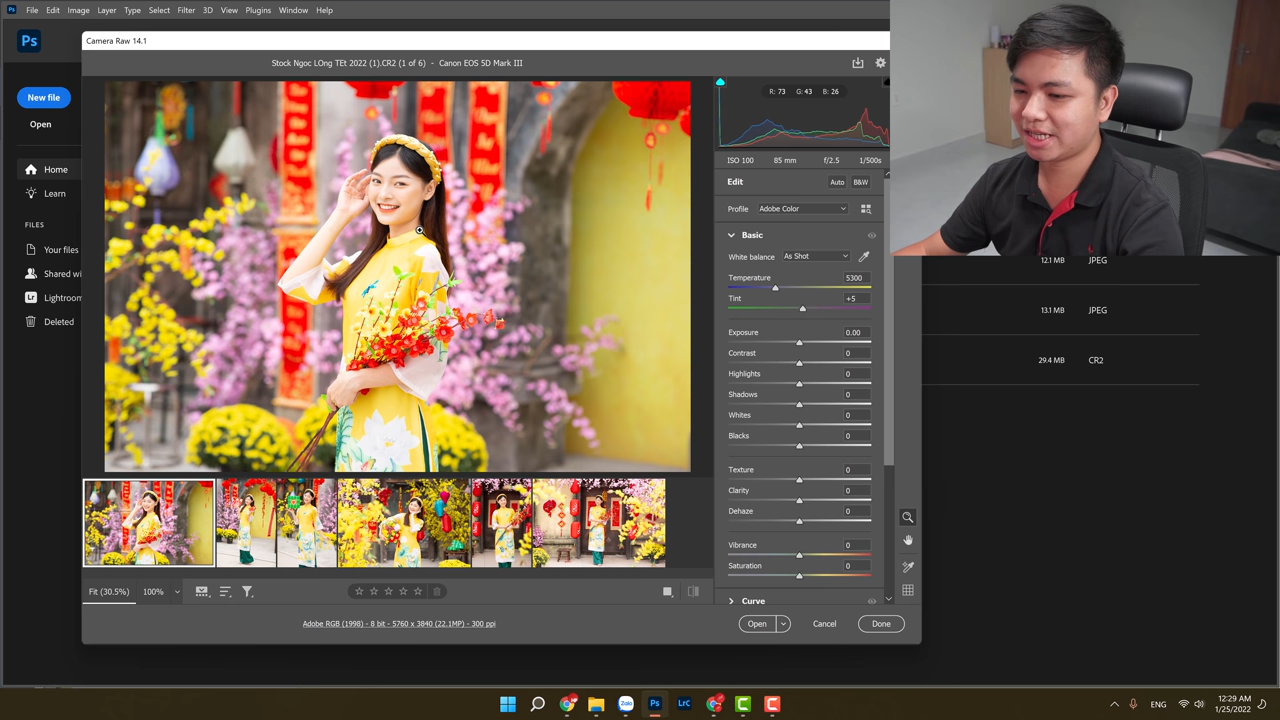 Ps File Edit Image Layer Type Select Filter 3D View Plugins Window Help
Ps
Camera Raw 14.1
Stock Ngoc LOng TEt 2022 (1).CR2 (1 of 6) - Canon EOS 5D Mark III
New file
Open
Home
Learn
FILES
Your files
Shared wi
Lr Lightroom
Deleted
R: 73 G: 43 B: 26
ISO 100 85 mm f/2.5 1/500s
Edit Auto B&W
Profile Adobe Color
Basic
White balance As Shot
Temperature 5300
Tint +5
Exposure 0.00
Contrast 0
Highlights 0
Shadows 0
Whites 0
Blacks 0
Texture 0
Clarity 0
Dehaze 0
Vibrance 0
Saturation 0
Curve
12.1 MB JPEG
13.1 MB JPEG
29.4 MB CR2
Fit (30.5%) 100%
Adobe RGB (1998) - 8 bit - 5760 x 3840 (22.1MP) - 300 ppi
Open Cancel Done
Zalo Ps LrC C C
ENG 12:29 AM
1/25/2022